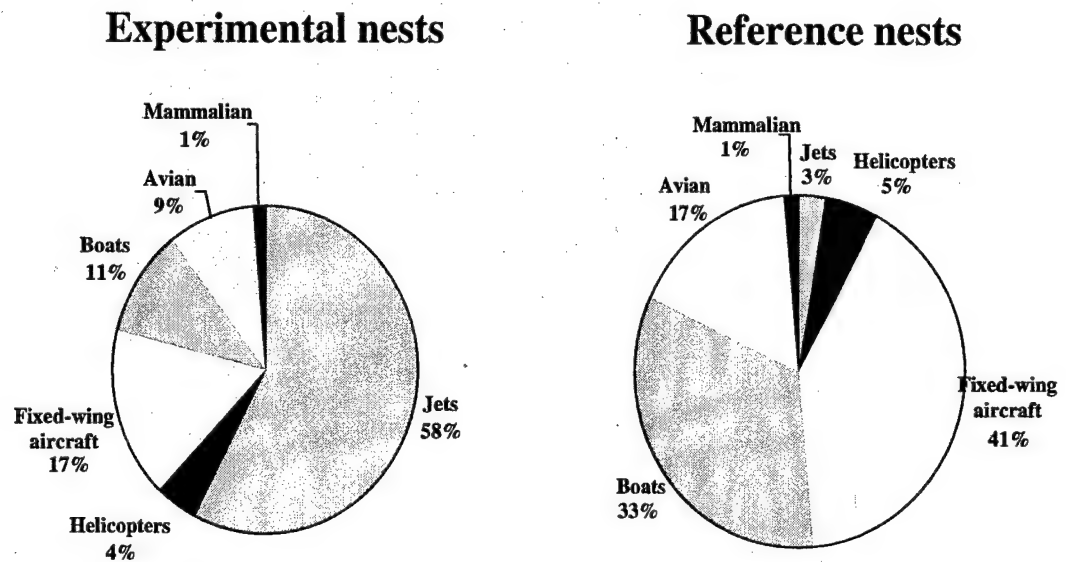 Experimental nests
Mammalian
1%
Avian
9%
Boats
11%
Fixed-wing
aircraft
17%
Helicopters
4%
Jets
58%
Reference nests
Mammalian
1%
Jets
3%
Helicopters
5%
Avian
17%
Fixed-wing
aircraft
41%
Boats
33%